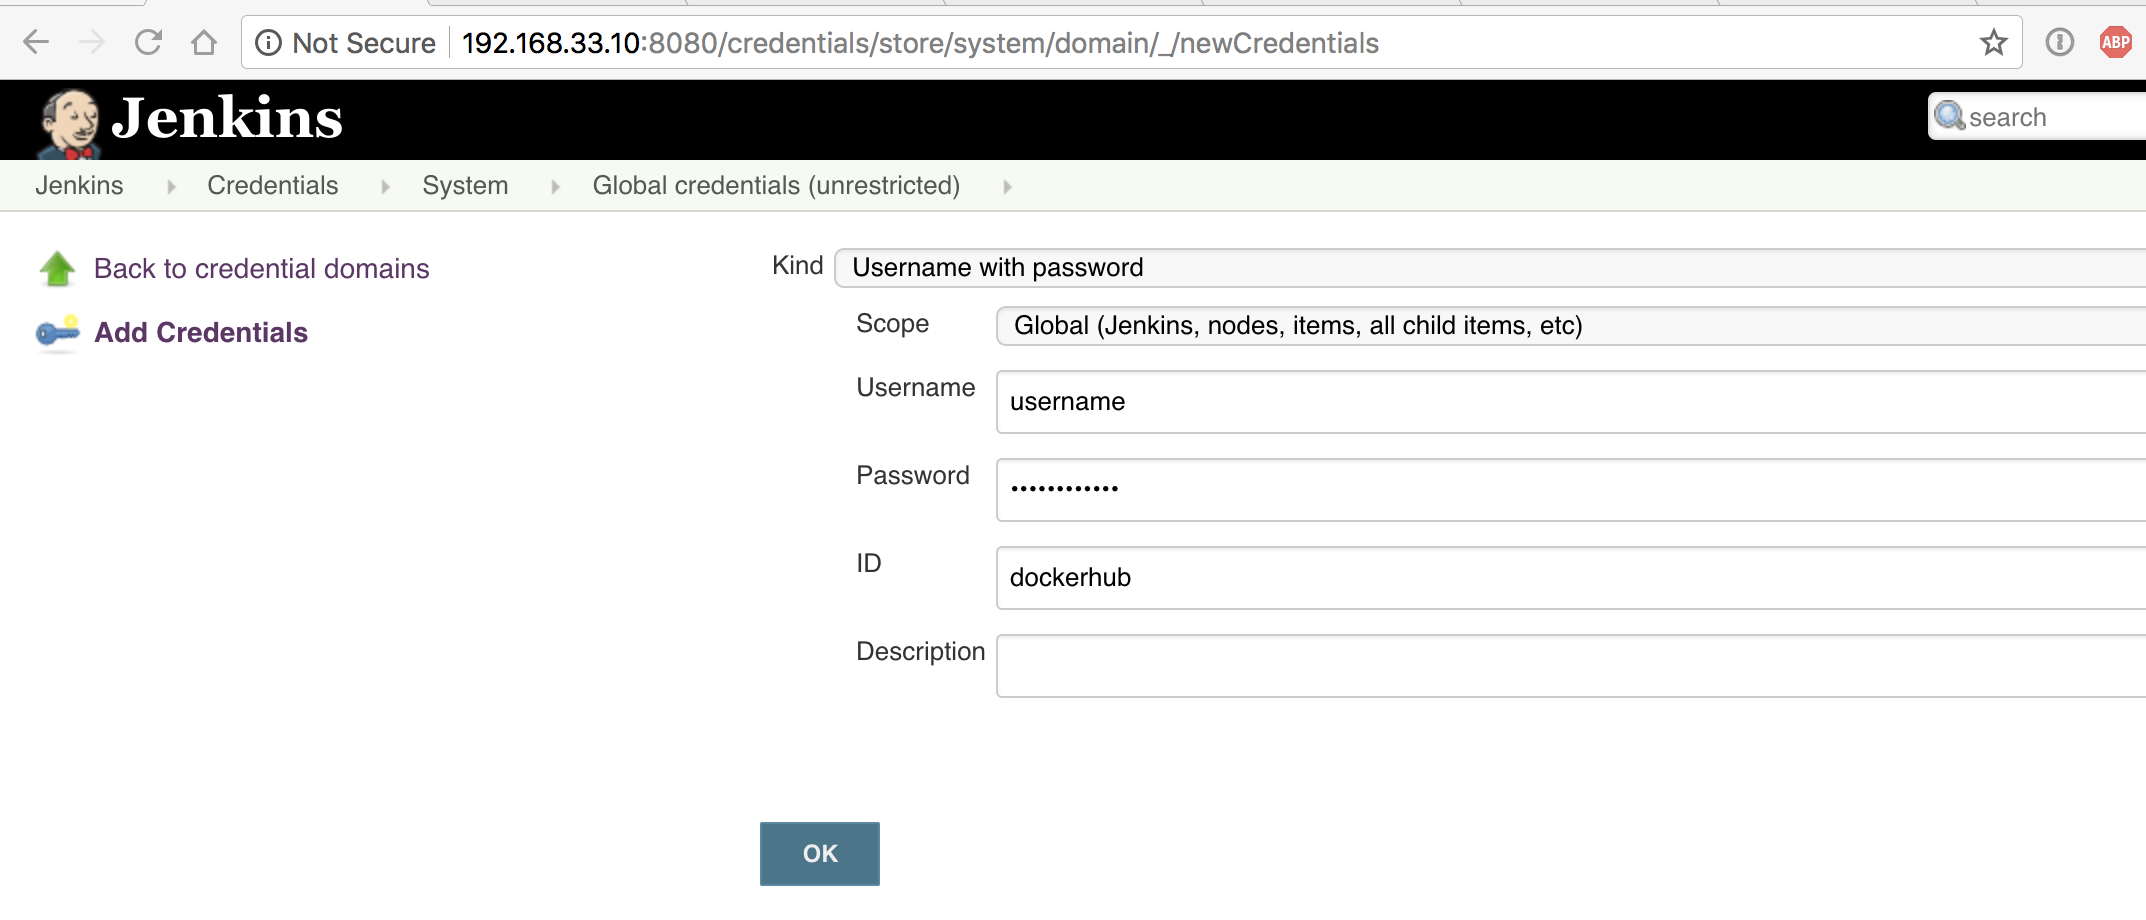 Not Secure 192.168.33.10:8080/credentials/store/system/domain/_/newCredentials ABP
Jenkins search
Jenkins Credentials System Global credentials (unrestricted)
Back to credential domains
Add Credentials
Kind Username with password
Scope Global (Jenkins, nodes, items, all child items, etc)
Username username
Password ••••••••••••
ID dockerhub
Description
OK